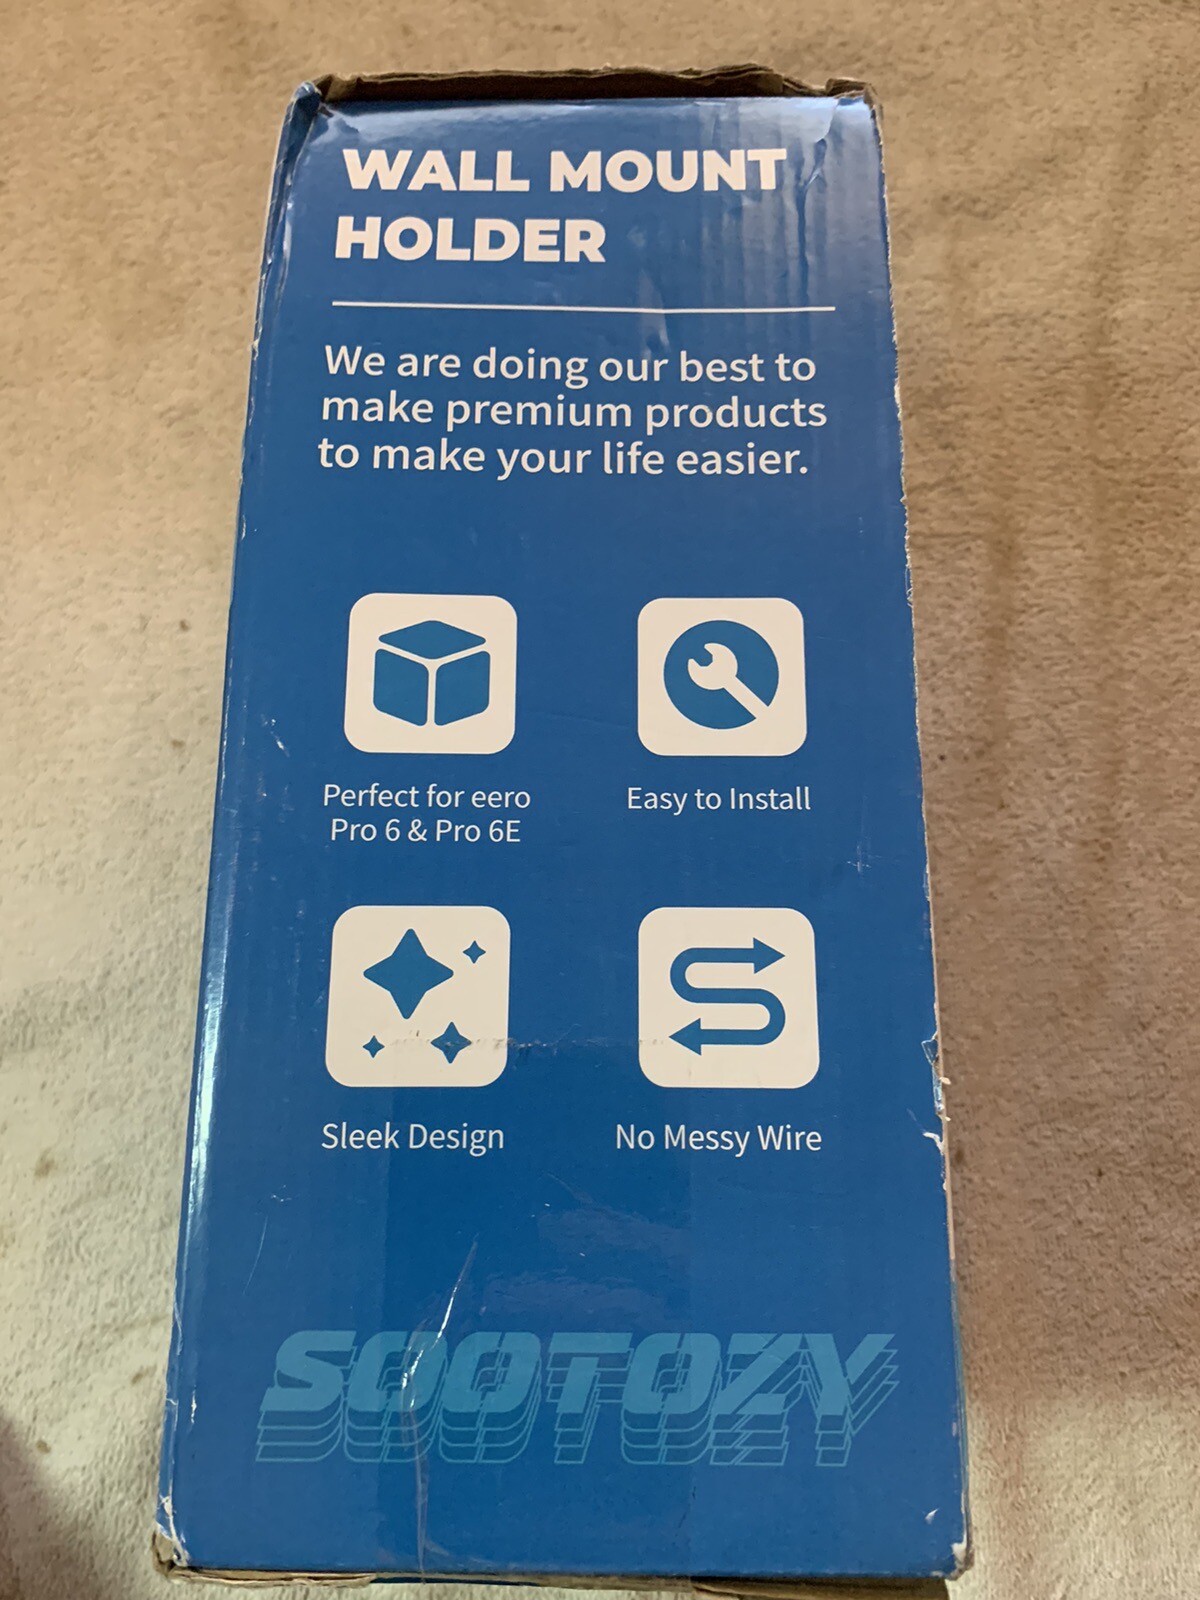 WALL MOUNT
HOLDER
We are doing our best to
make premium products
to make your life easier.
Perfect for eero
Pro 6 & Pro 6E
Easy to Install
Sleek Design
No Messy Wire
SOOTOZY